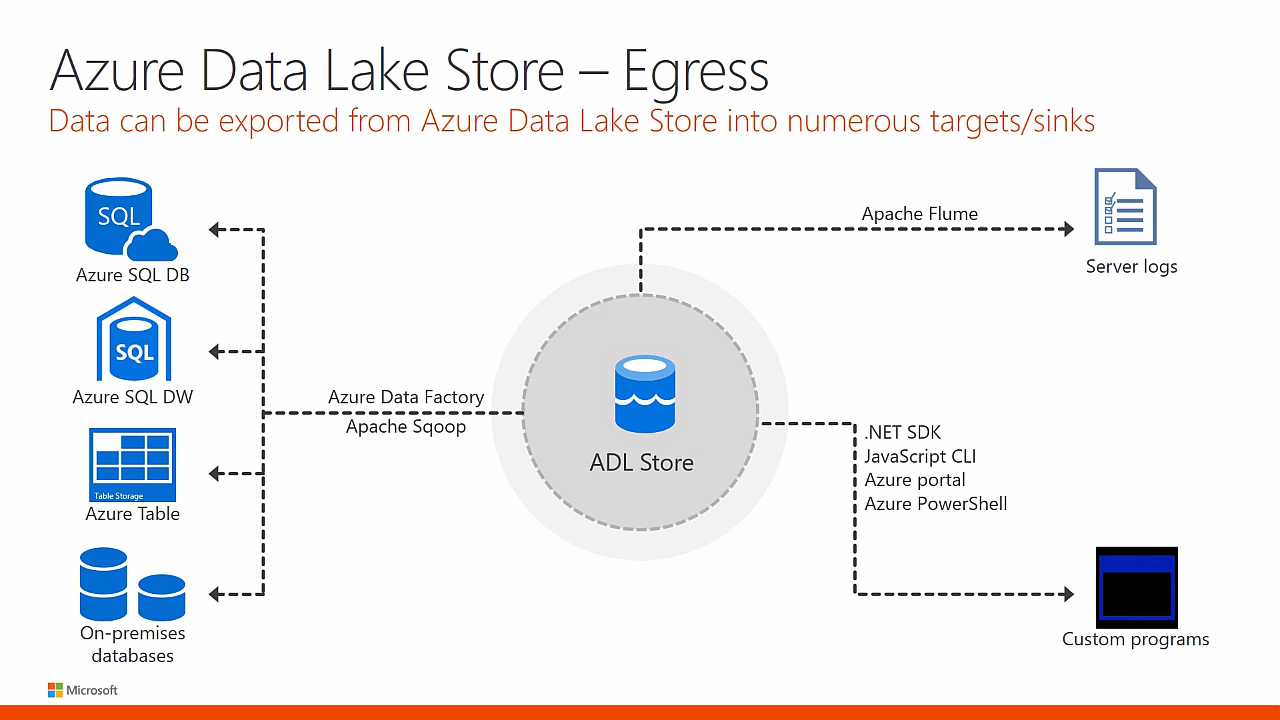 Azure Data Lake Store – Egress
Data can be exported from Azure Data Lake Store into numerous targets/sinks
SQL
Azure SQL DB
SQL
Azure SQL DW
Table Storage
Azure Table
On-premises
databases
Azure Data Factory
Apache Sqoop
ADL Store
Apache Flume
Server logs
.NET SDK
JavaScript CLI
Azure portal
Azure PowerShell
Custom programs
Microsoft